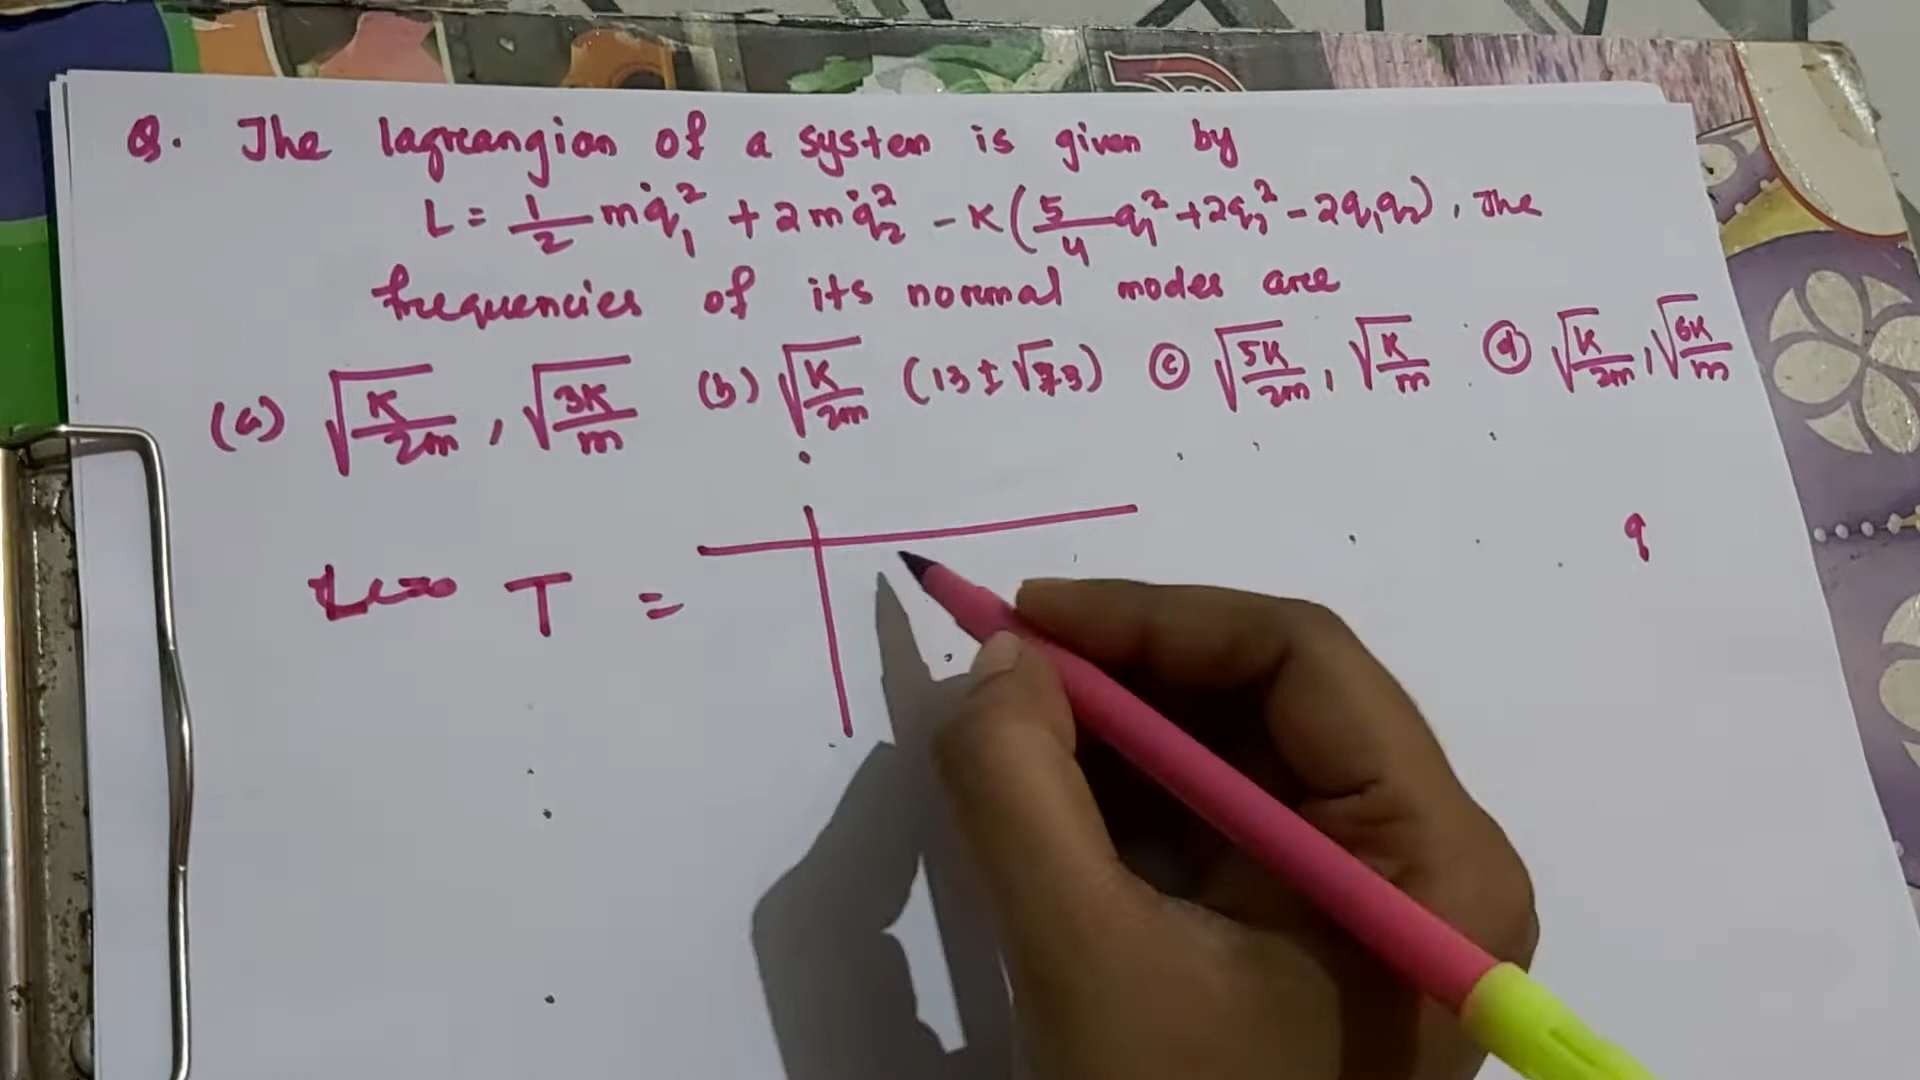 Q. The lagrangian of a system is given by
L = 1/2 mq̇₁² + 2mq̇₂² - K(5/4 q₁² + 2q₂² - 2q₁q₂), The
frequencies of its normal modes are
(a) √(K/2m), √(3K/m) (b) √(K/2m) (13 ± √73) (c) √(5K/2m), √(K/m) (d) √(K/2m), √(6K/m)
T =
q